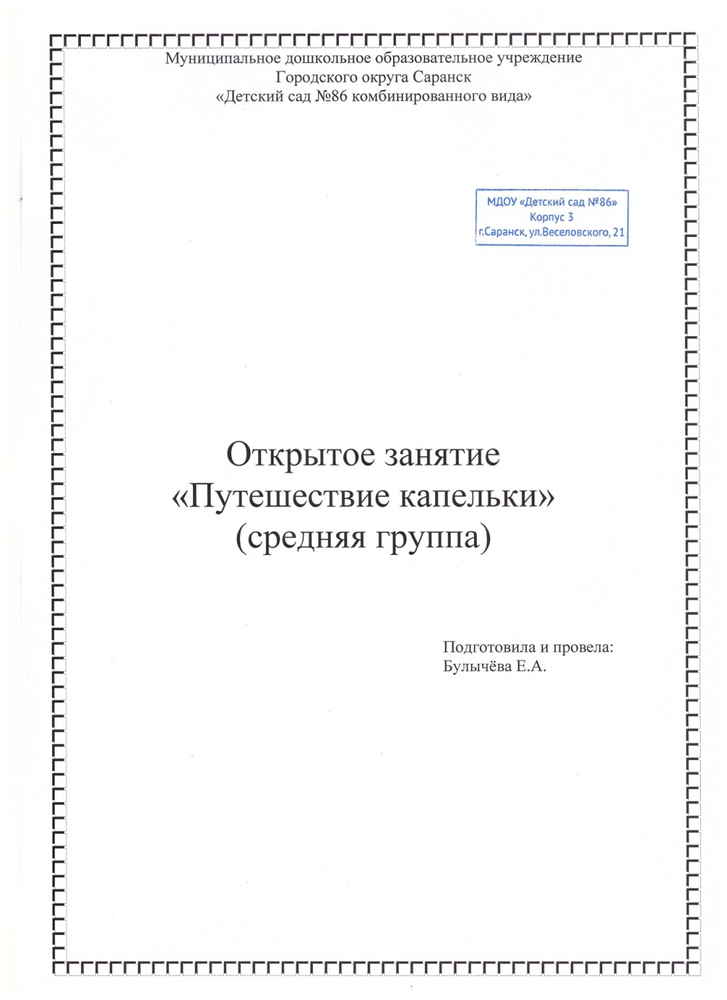 Муниципальное дошкольное образовательное учреждение
Городского округа Саранск
«Детский сад №86 комбинированного вида»
МДОУ «Детский сад №86»
Корпус 3
г.Саранск, ул.Веселовского, 21
Открытое занятие
«Путешествие капельки»
(средняя группа)
Подготовила и провела:
Булычёва Е.А.